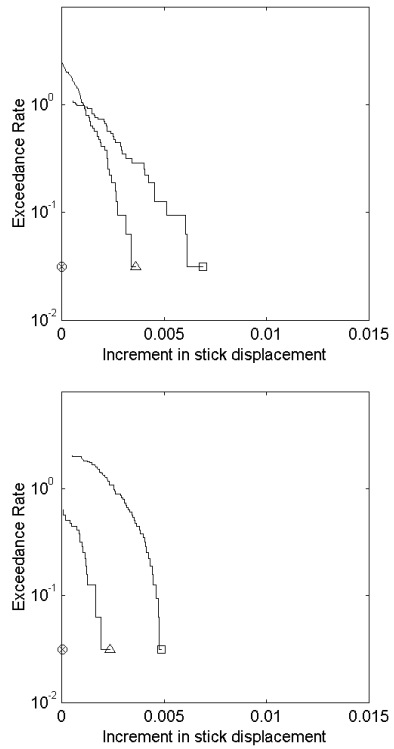 Exceedance Rate
10^0
10^-1
10^-2
0 0.005 0.01 0.015
Increment in stick displacement
Exceedance Rate
10^0
10^-1
10^-2
0 0.005 0.01 0.015
Increment in stick displacement